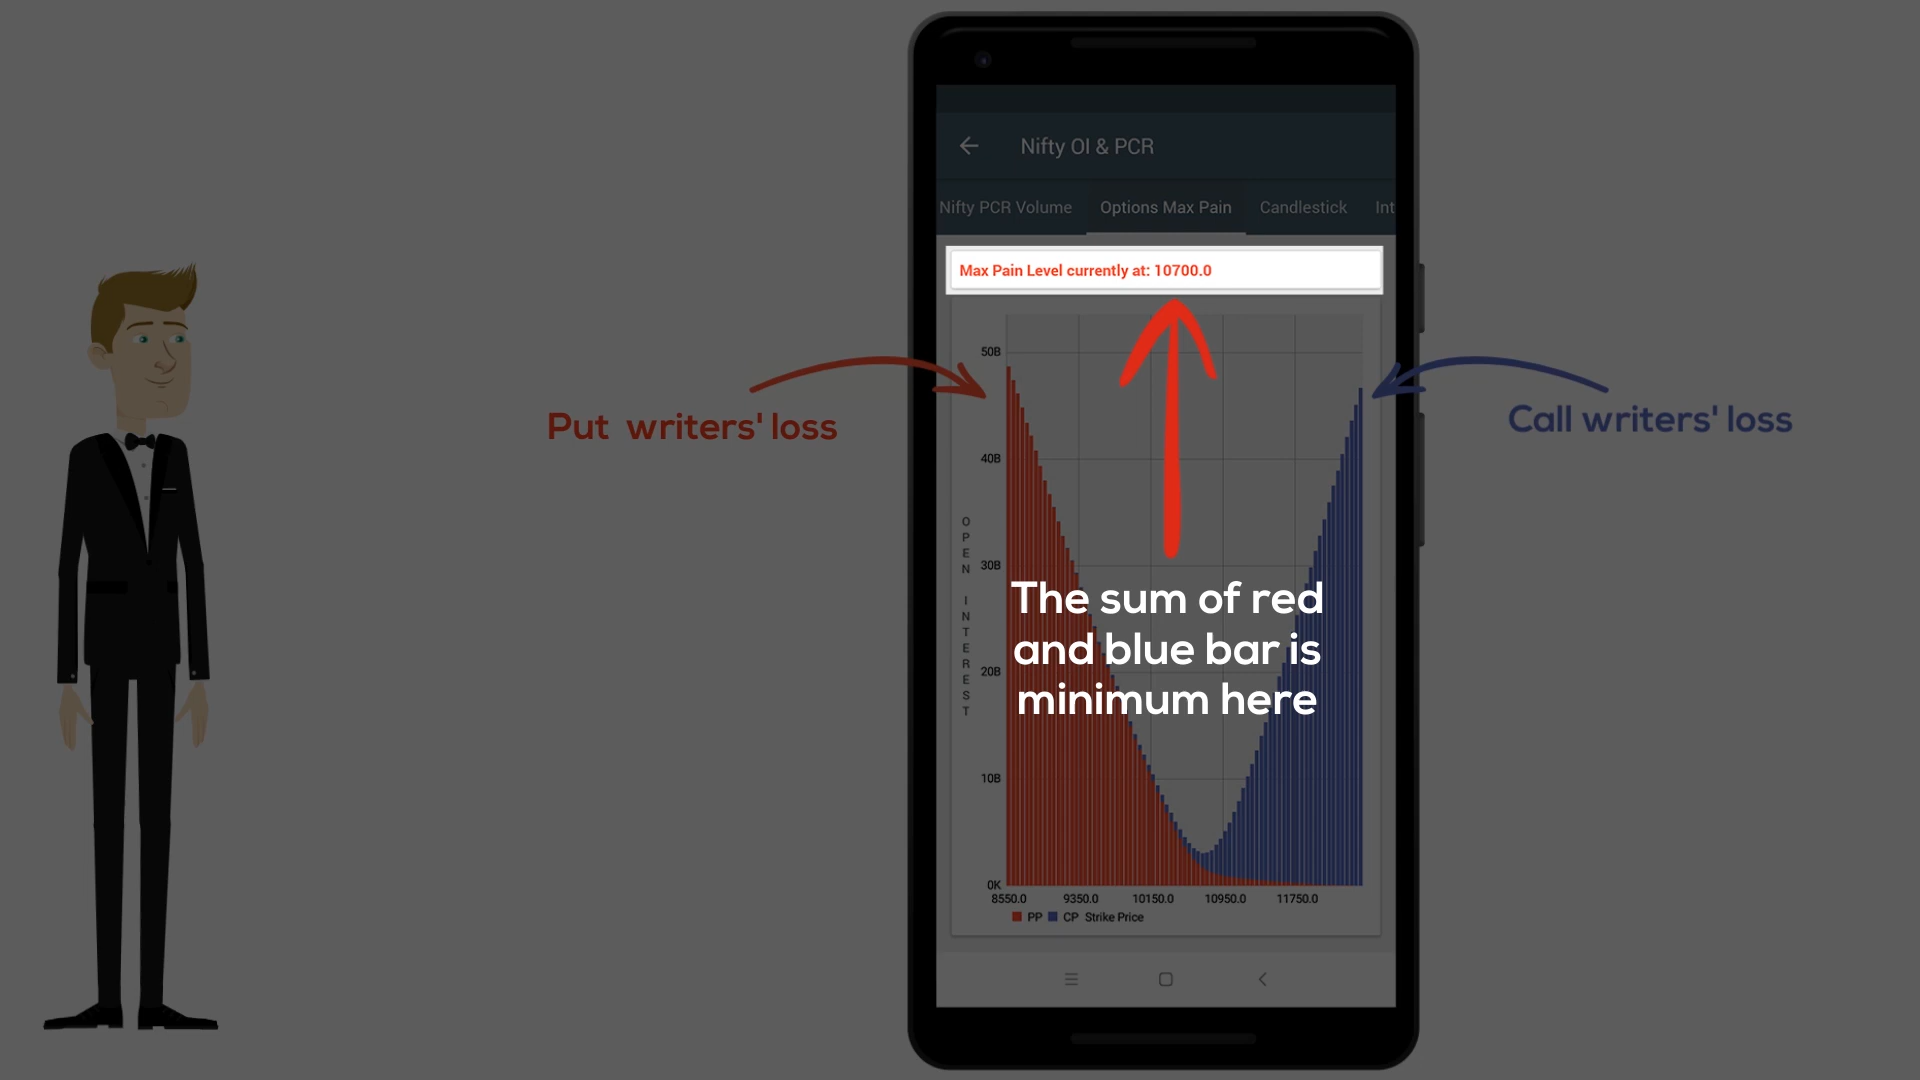 Nifty OI & PCR
Nifty PCR Volume Options Max Pain Candlestick Int
Max Pain Level currently at: 10700.0
Put writers' loss
Call writers' loss
The sum of red
and blue bar is
minimum here
OPEN INTEREST
50B
40B
30B
20B
10B
0K
8550.0 9350.0 10150.0 10950.0 11750.0
PP CP Strike Price